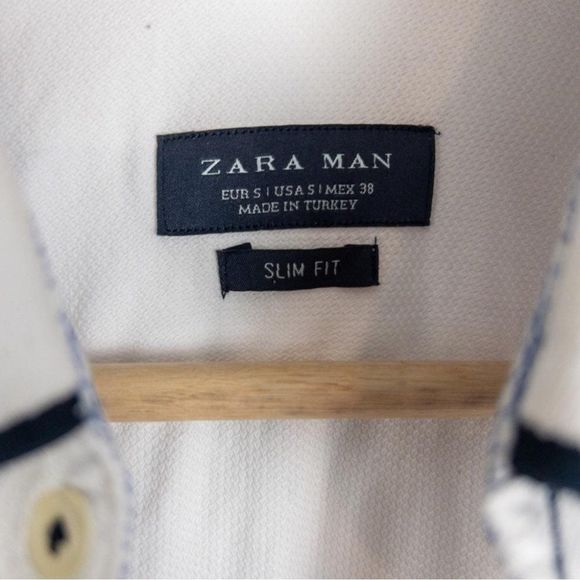 ZARA MAN
EUR S | USA S | MEX 38
MADE IN TURKEY
SLIM FIT